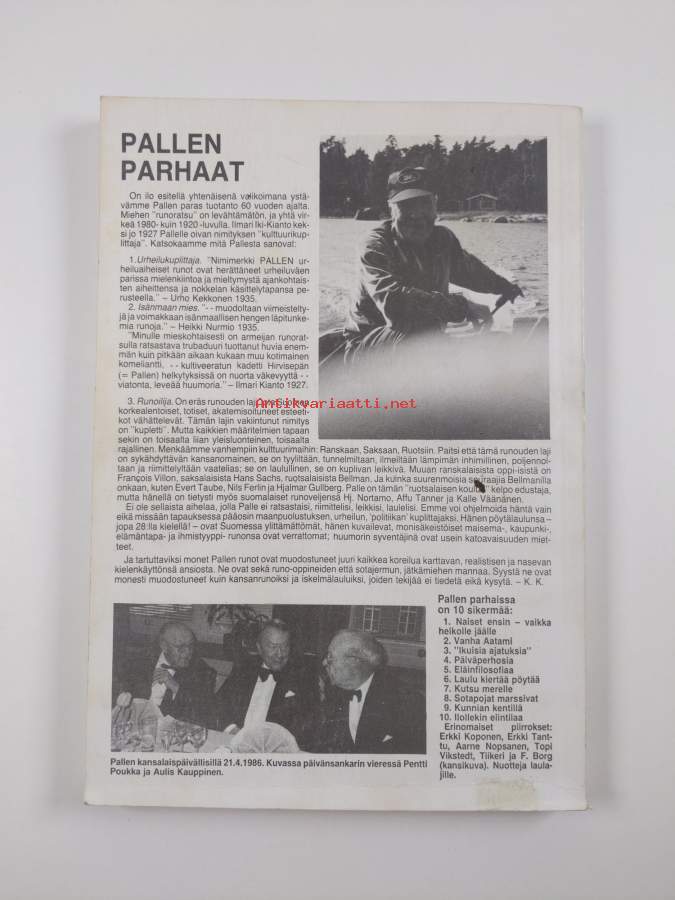 PALLEN
PARHAAT
On ilo esitellä yhtenäisenä valikoimana ystä-
vämme Pallen paras tuotanto 60 vuoden ajalta.
Miehen "runoratsu" on levähtämätön, ja yhtä vir-
keä 1980- kuin 1920 -luvulla. Ilmari Iki-Kianto kek-
si jo 1927 Pallelle oivan nimityksen "kulttuurikup-
littaja". Katsokaamme mitä Pallesta sanovat:
1. Urheilukuplittaja. "Nimimerkki PALLEN ur-
heiluaiheiset runot ovat herättäneet urheiluväen
parissa mielenkiintoa ja mieltymystä ajankohtais-
ten aiheittensa ja nokkelan käsittelytapansa pe-
rusteella." – Urho Kekkonen 1935.
2. Isänmaan mies. "- - muodoltaan viimeistelty-
jä ja voimakkaan isänmaallisen hengen läpitunke-
mia runoja." – Heikki Nurmio 1935.
"Minulle mieskohtaisesti on armeijan runorat-
sulla ratsastava trubaduuri tuottanut huvia enem-
män kuin pitkään aikaan kukaan muu kotimainen
komeliantti, - - kultiveeratun kadetti Hirvisepän
(= Pallen) helkytyksissä on nuorta väkevyyttä - -
viatonta, leveää huumoria." – Ilmari Kianto 1927.
3. Runoilija. On eräs runouden laji, jota Suomen
korkealentoiset, totiset, akatemisoituneet esteeti-
kot vähättelevät. Tämän lajin vakiintunut nimitys
on "kupletti". Mutta kaikkien määritelmien tapaan
sekin on toisaalta liian yleisluonteinen, toisaalta
rajallinen. Menkäämme vanhempiin kulttuurimaihin: Ranskaan, Saksaan, Ruotsiin. Paitsi että tämä runouden laji
on sykähdyttävän kansanomainen, se on tyyliltään, tunnelmiltaan, ilmeiltään lämpimän inhimillinen, poljennol-
taan ja riimittelyltään vaatelias; se on laulullinen, se on kuplivan leikkivä. Muuan ranskalaisista oppi-isistä on
François Villon, saksalaisista Hans Sachs, ruotsalaisista Bellman. Ja kuinka suurenmoisia seuraajia Bellmanilla
onkaan, kuten Evert Taube, Nils Ferlin ja Hjalmar Gullberg. Palle on tämän "ruotsalaisen koulun" kelpo edustaja,
mutta hänellä on tietysti myös suomalaiset runoveljensä Hj. Nortamo, Affu Tanner ja Kalle Väänänen.
Ei ole sellaista aihelaa, jolla Palle ei ratsastaisi, riimittelisi, leikkisi, laulelisi. Emme voi ohjelmoida häntä vain
eikä missään tapauksessa pääosin maanpuolustuksen, urheilun, 'politiikan' kuplittajaksi. Hänen pöytälaulunsa –
jopa 28:lla kielellä! – ovat Suomessa ylittämättömät, hänen kuvailevat, monisäkeistöiset maisema-, kaupunki-,
elämäntapa- ja ihmistyyppi- runonsa ovat verrattomat; huumorin syventäjinä ovat usein katoavaisuuden miet-
teet.
Ja tartuttaviksi monet Pallen runot ovat muodostuneet juuri kaikkea koreilua karttavan, realistisen ja nasevan
kielenkäyttönsä ansiosta. Ne ovat sekä runo-oppineiden että sotajermun, jätkämiehen mannaa. Syystä ne ovat
monesti muodostuneet kuin kansanrunoiksi ja iskelmälauluiksi, joiden tekijää ei tiedetä eikä kysytä. – K. K.
Antikvariaatti.net
Pallen kansalaispäivällisillä 21.4.1986. Kuvassa päivänsankarin vieressä Pentti
Poukka ja Aulis Kauppinen.
Pallen parhaissa
on 10 sikermää:
1. Naiset ensin – vaikka
heikolle jäälle
2. Vanha Aatami
3. "Ikuisia ajatuksia"
4. Päiväperhosia
5. Eläinfilosofiaa
6. Laulu kiertää pöytää
7. Kutsu merelle
8. Sotapojat marssivat
9. Kunnian kentillä
10. Ilollekin elintilaa
Erinomaiset piirrokset:
Erkki Koponen, Erkki Tant-
tu, Aarne Nopsanen, Topi
Vikstedt, Tiikeri ja F. Borg
(kansikuva). Nuotteja laula-
jille.